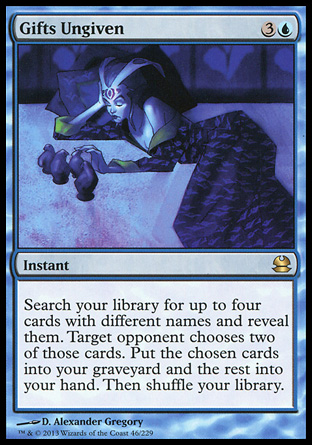 Gifts Ungiven 3
Instant
Search your library for up to four
cards with different names and reveal
them. Target opponent chooses two
of those cards. Put the chosen cards
into your graveyard and the rest into
your hand. Then shuffle your library.
D. Alexander Gregory
™ & © 2013 Wizards of the Coast 46/229